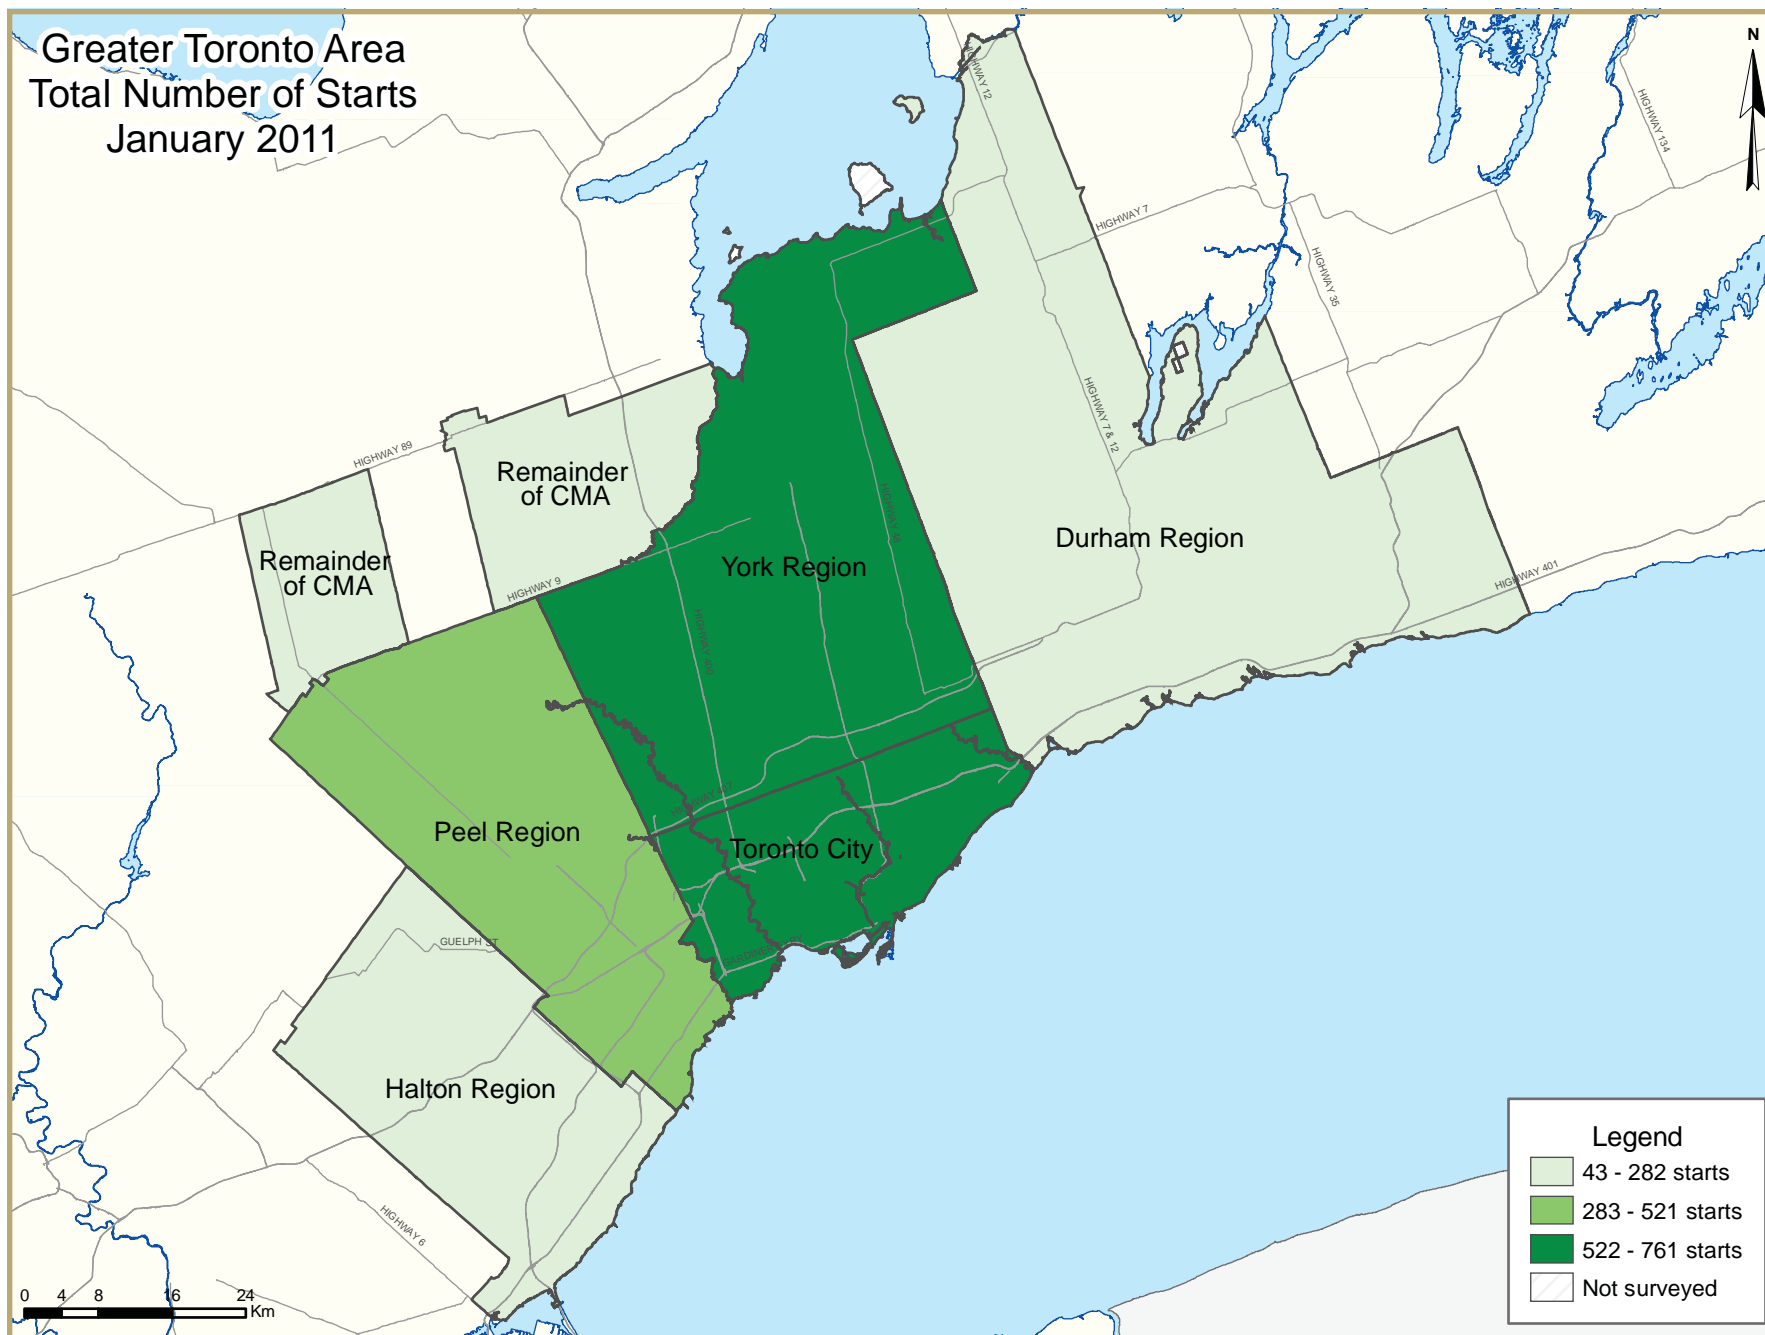 Greater Toronto Area
Total Number of Starts
January 2011
N
HIGHWAY 12
HIGHWAY 134
HIGHWAY 7
HIGHWAY 35
HIGHWAY 7 & 12
HIGHWAY 89
Remainder
of CMA
Remainder
of CMA
HIGHWAY 9
York Region
Durham Region
HIGHWAY 401
HIGHWAY 400
Peel Region
Toronto City
GUELPH ST
Halton Region
HIGHWAY 6
Legend
43 - 282 starts
283 - 521 starts
522 - 761 starts
Not surveyed
0 4 8 16 24
Km